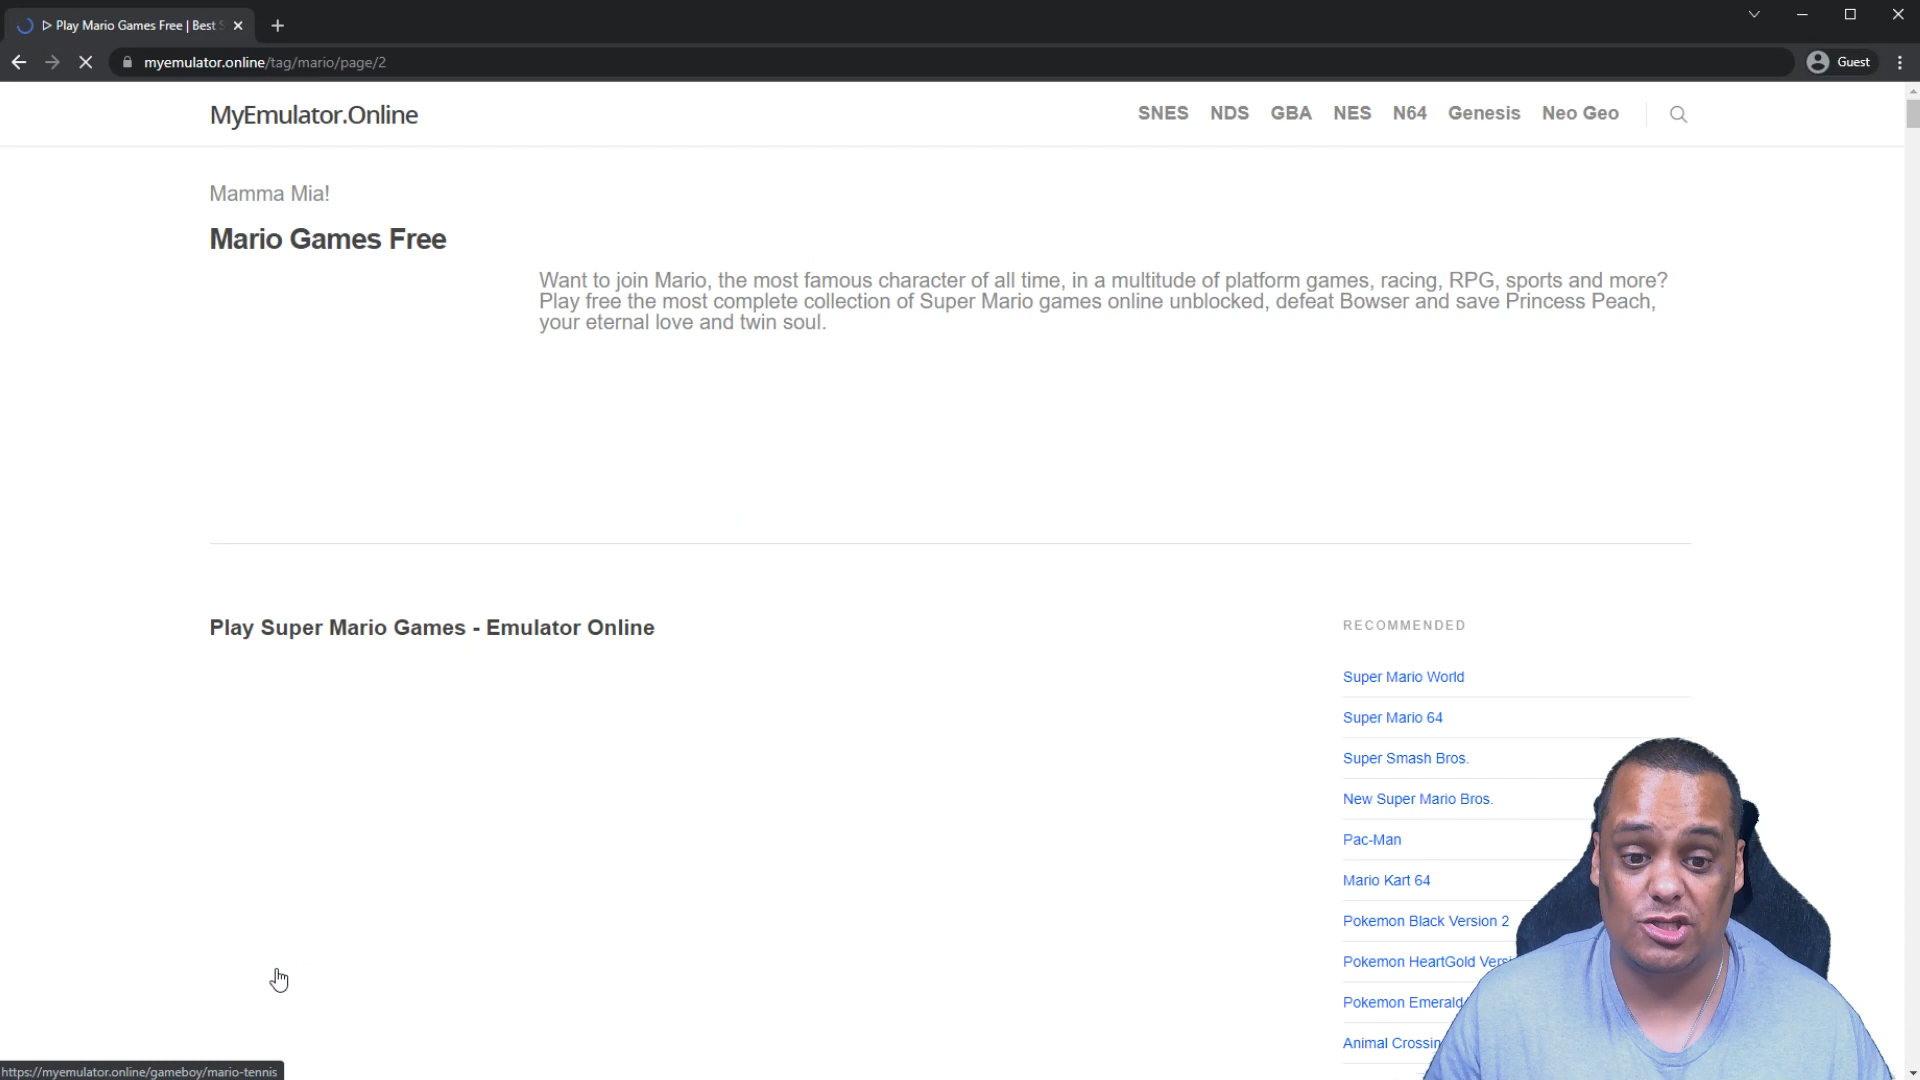 ▷ Play Mario Games Free | Best S
myemulator.online/tag/mario/page/2
Guest
MyEmulator.Online
SNES NDS GBA NES N64 Genesis Neo Geo
Mamma Mia!
Mario Games Free
Want to join Mario, the most famous character of all time, in a multitude of platform games, racing, RPG, sports and more?
Play free the most complete collection of Super Mario games online unblocked, defeat Bowser and save Princess Peach,
your eternal love and twin soul.
Play Super Mario Games - Emulator Online
RECOMMENDED
Super Mario World
Super Mario 64
Super Smash Bros.
New Super Mario Bros.
Pac-Man
Mario Kart 64
Pokemon Black Version 2
Pokemon HeartGold Versi
Pokemon Emerald
Animal Crossin
https://myemulator.online/gameboy/mario-tennis